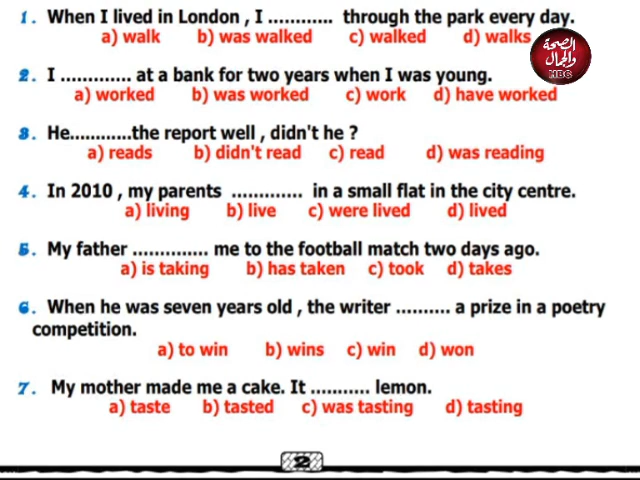 1. When I lived in London , I ............. through the park every day.
a) walk b) was walked c) walked d) walks
الصحة
والجمال
HBC
2. I ............. at a bank for two years when I was young.
a) worked b) was worked c) work d) have worked
3. He............the report well , didn't he ?
a) reads b) didn't read c) read d) was reading
4. In 2010 , my parents ............. in a small flat in the city centre.
a) living b) live c) were lived d) lived
5. My father .............. me to the football match two days ago.
a) is taking b) has taken c) took d) takes
6. When he was seven years old , the writer .......... a prize in a poetry
competition.
a) to win b) wins c) win d) won
7. My mother made me a cake. It ........... lemon.
a) taste b) tasted c) was tasting d) tasting
2